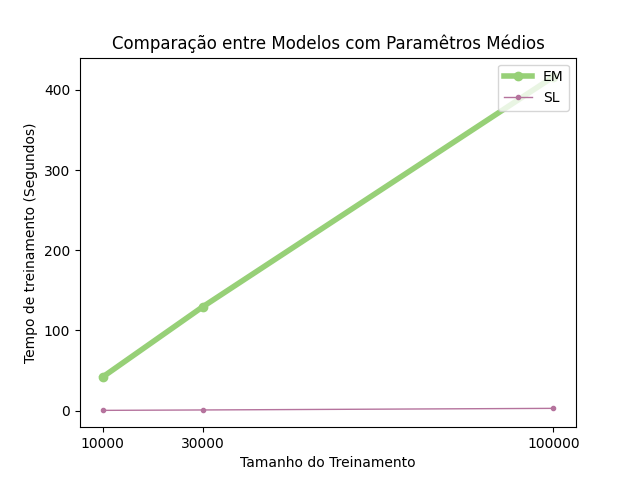 Comparação entre Modelos com Paramêtros Médios
EM
SL
400
300
200
100
0
Tempo de treinamento (Segundos)
10000 30000 100000
Tamanho do Treinamento